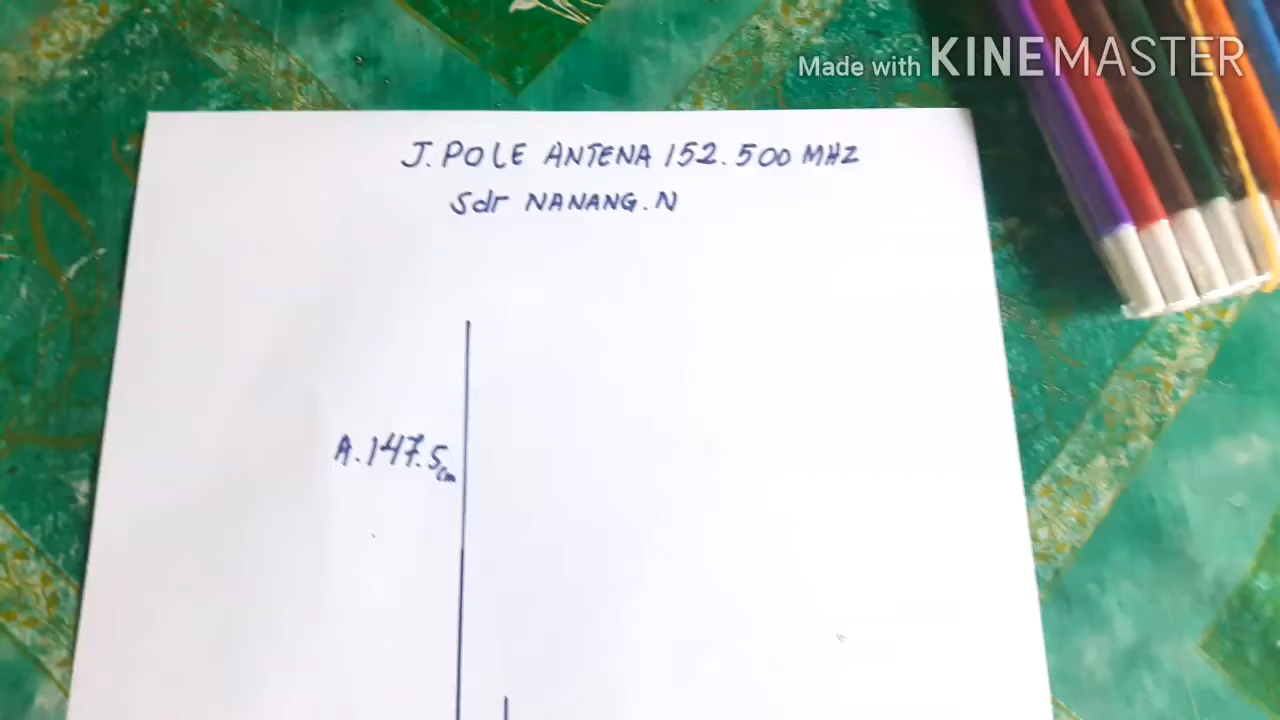 Made with KINEMASTER
J. POLE ANTENA 152.500 MHZ
Sdr NANANG. N
A. 147.5cm